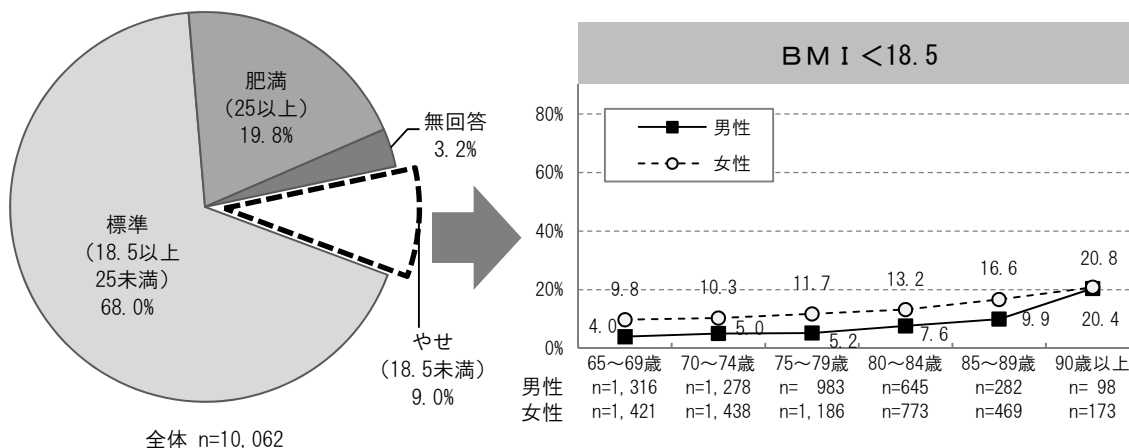 肥満
(25以上)
19.8%
無回答
3.2%
標準
(18.5以上
25未満)
68.0%
やせ
(18.5未満)
9.0%
全体 n=10,062
ＢＭＩ＜18.5
80%
60%
40%
20%
0%
男性
女性
9.8 10.3 11.7 13.2 16.6 20.8
4.0 5.0 5.2 7.6 9.9 20.4
65～69歳 70～74歳 75～79歳 80～84歳 85～89歳 90歳以上
男性 n=1,316 n=1,278 n= 983 n=645 n=282 n= 98
女性 n=1,421 n=1,438 n=1,186 n=773 n=469 n=173